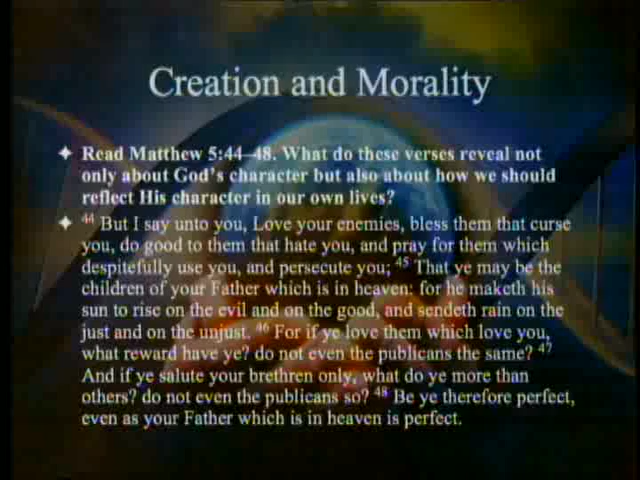 Creation and Morality
✦ Read Matthew 5:44–48. What do these verses reveal not
only about God's character but also about how we should
reflect His character in our own lives?
✦ 44 But I say unto you, Love your enemies, bless them that curse
you, do good to them that hate you, and pray for them which
despitefully use you, and persecute you; 45 That ye may be the
children of your Father which is in heaven: for he maketh his
sun to rise on the evil and on the good, and sendeth rain on the
just and on the unjust. 46 For if ye love them which love you,
what reward have ye? do not even the publicans the same? 47
And if ye salute your brethren only, what do ye more than
others? do not even the publicans so? 48 Be ye therefore perfect,
even as your Father which is in heaven is perfect.